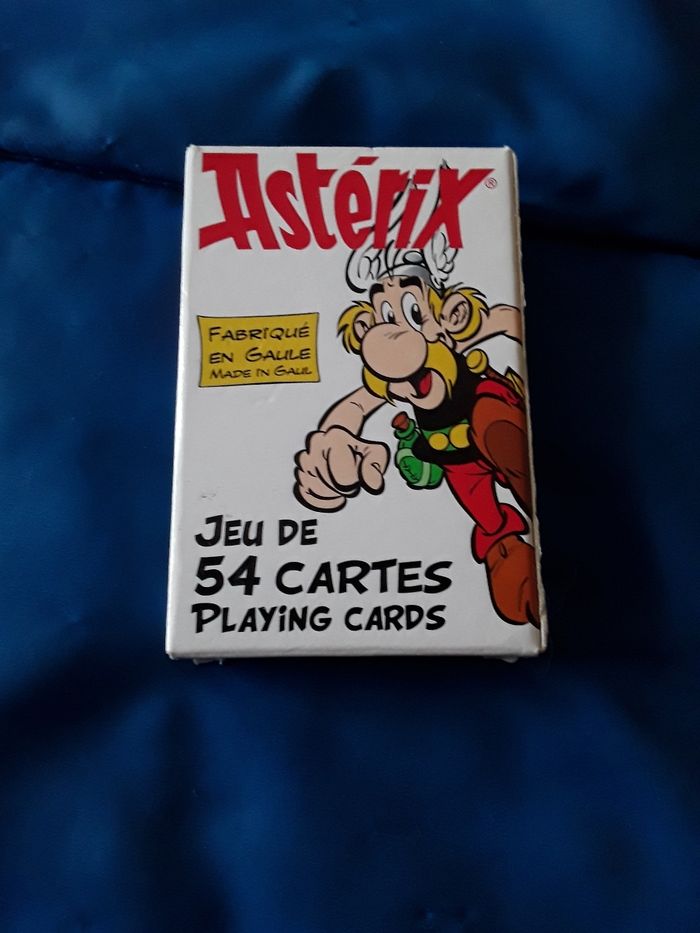 Astérix®
FABRIQUÉ
EN GAULE
MADE IN GAUL
JEU DE
54 CARTES
PLAYING CARDS